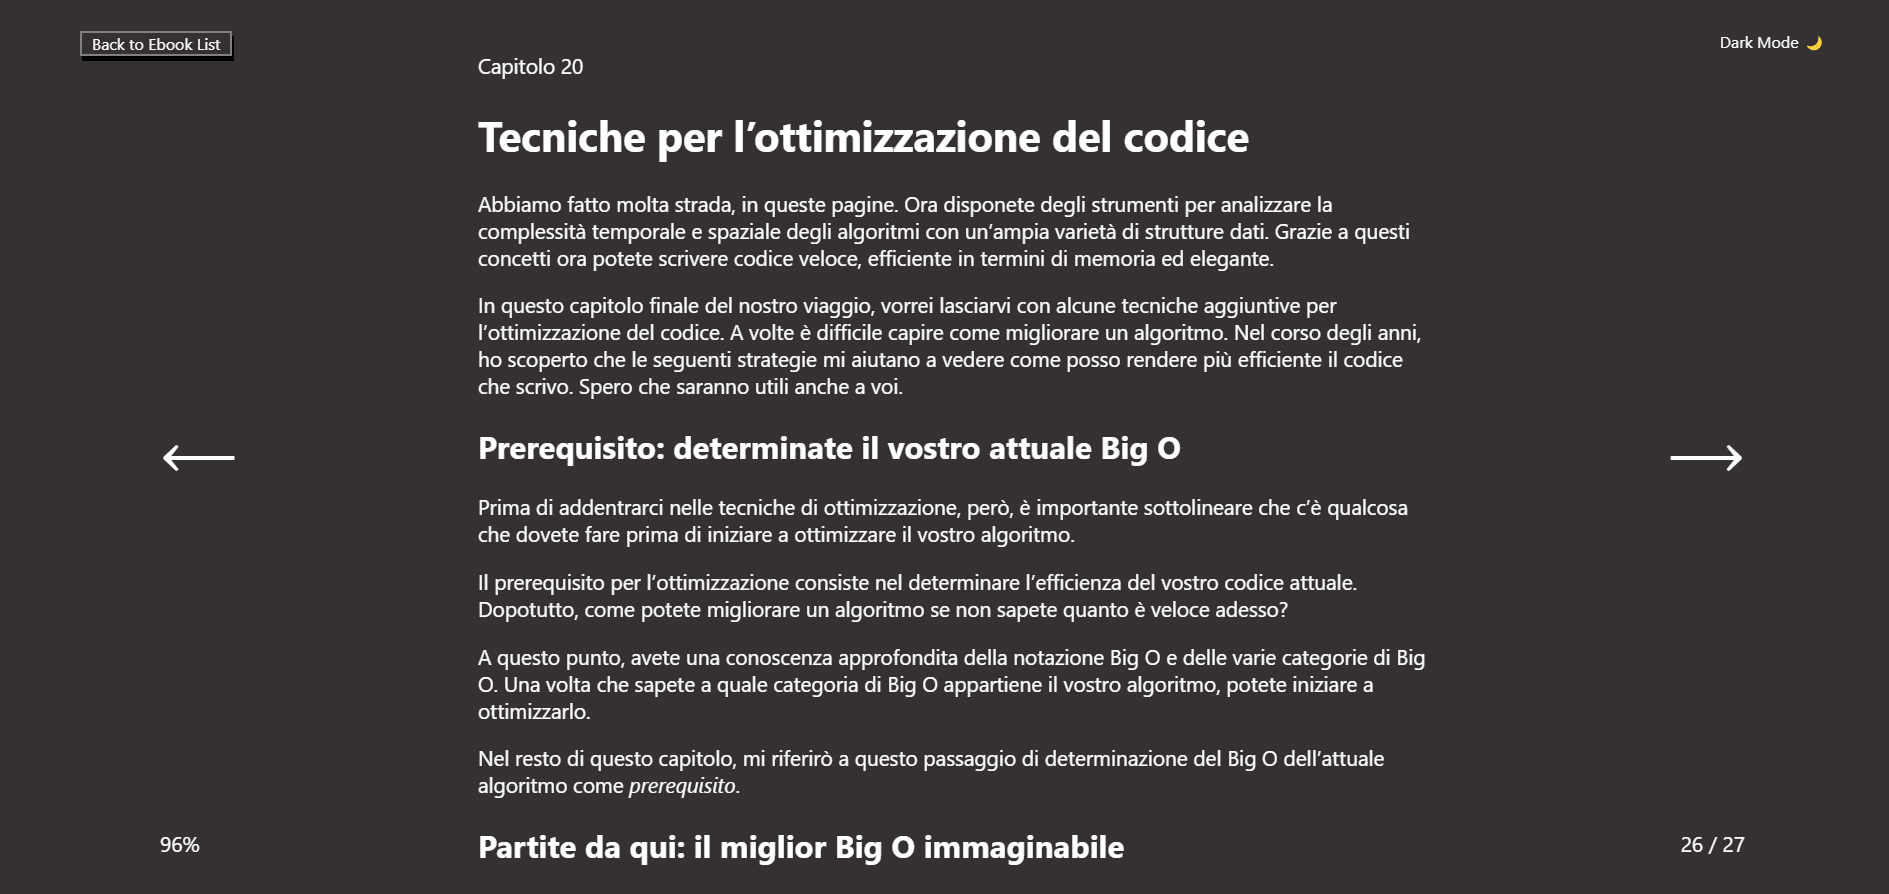 Back to Ebook List
Dark Mode 🌙
Capitolo 20
Tecniche per l’ottimizzazione del codice
Abbiamo fatto molta strada, in queste pagine. Ora disponete degli strumenti per analizzare la
complessità temporale e spaziale degli algoritmi con un’ampia varietà di strutture dati. Grazie a questi
concetti ora potete scrivere codice veloce, efficiente in termini di memoria ed elegante.
In questo capitolo finale del nostro viaggio, vorrei lasciarvi con alcune tecniche aggiuntive per
l’ottimizzazione del codice. A volte è difficile capire come migliorare un algoritmo. Nel corso degli anni,
ho scoperto che le seguenti strategie mi aiutano a vedere come posso rendere più efficiente il codice
che scrivo. Spero che saranno utili anche a voi.
Prerequisito: determinate il vostro attuale Big O
Prima di addentrarci nelle tecniche di ottimizzazione, però, è importante sottolineare che c’è qualcosa
che dovete fare prima di iniziare a ottimizzare il vostro algoritmo.
Il prerequisito per l’ottimizzazione consiste nel determinare l’efficienza del vostro codice attuale.
Dopotutto, come potete migliorare un algoritmo se non sapete quanto è veloce adesso?
A questo punto, avete una conoscenza approfondita della notazione Big O e delle varie categorie di Big
O. Una volta che sapete a quale categoria di Big O appartiene il vostro algoritmo, potete iniziare a
ottimizzarlo.
Nel resto di questo capitolo, mi riferirò a questo passaggio di determinazione del Big O dell’attuale
algoritmo come prerequisito.
Partite da qui: il miglior Big O immaginabile
96%
26 / 27